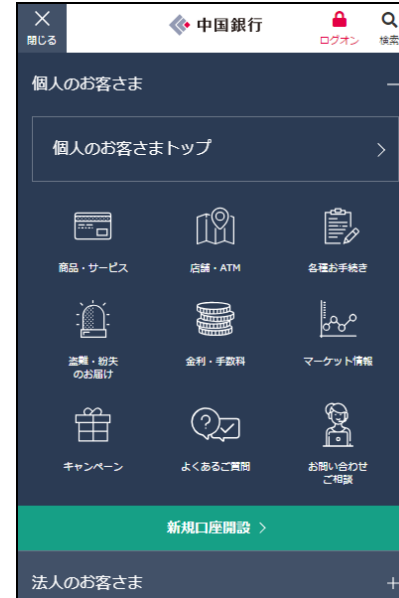 閉じる
中国銀行
ログオン
検索
個人のお客さま
個人のお客さまトップ
商品・サービス
店舗・ATM
各種お手続き
盗難・紛失
のお届け
金利・手数料
マーケット情報
キャンペーン
よくあるご質問
お問い合わせ
ご相談
新規口座開設
法人のお客さま